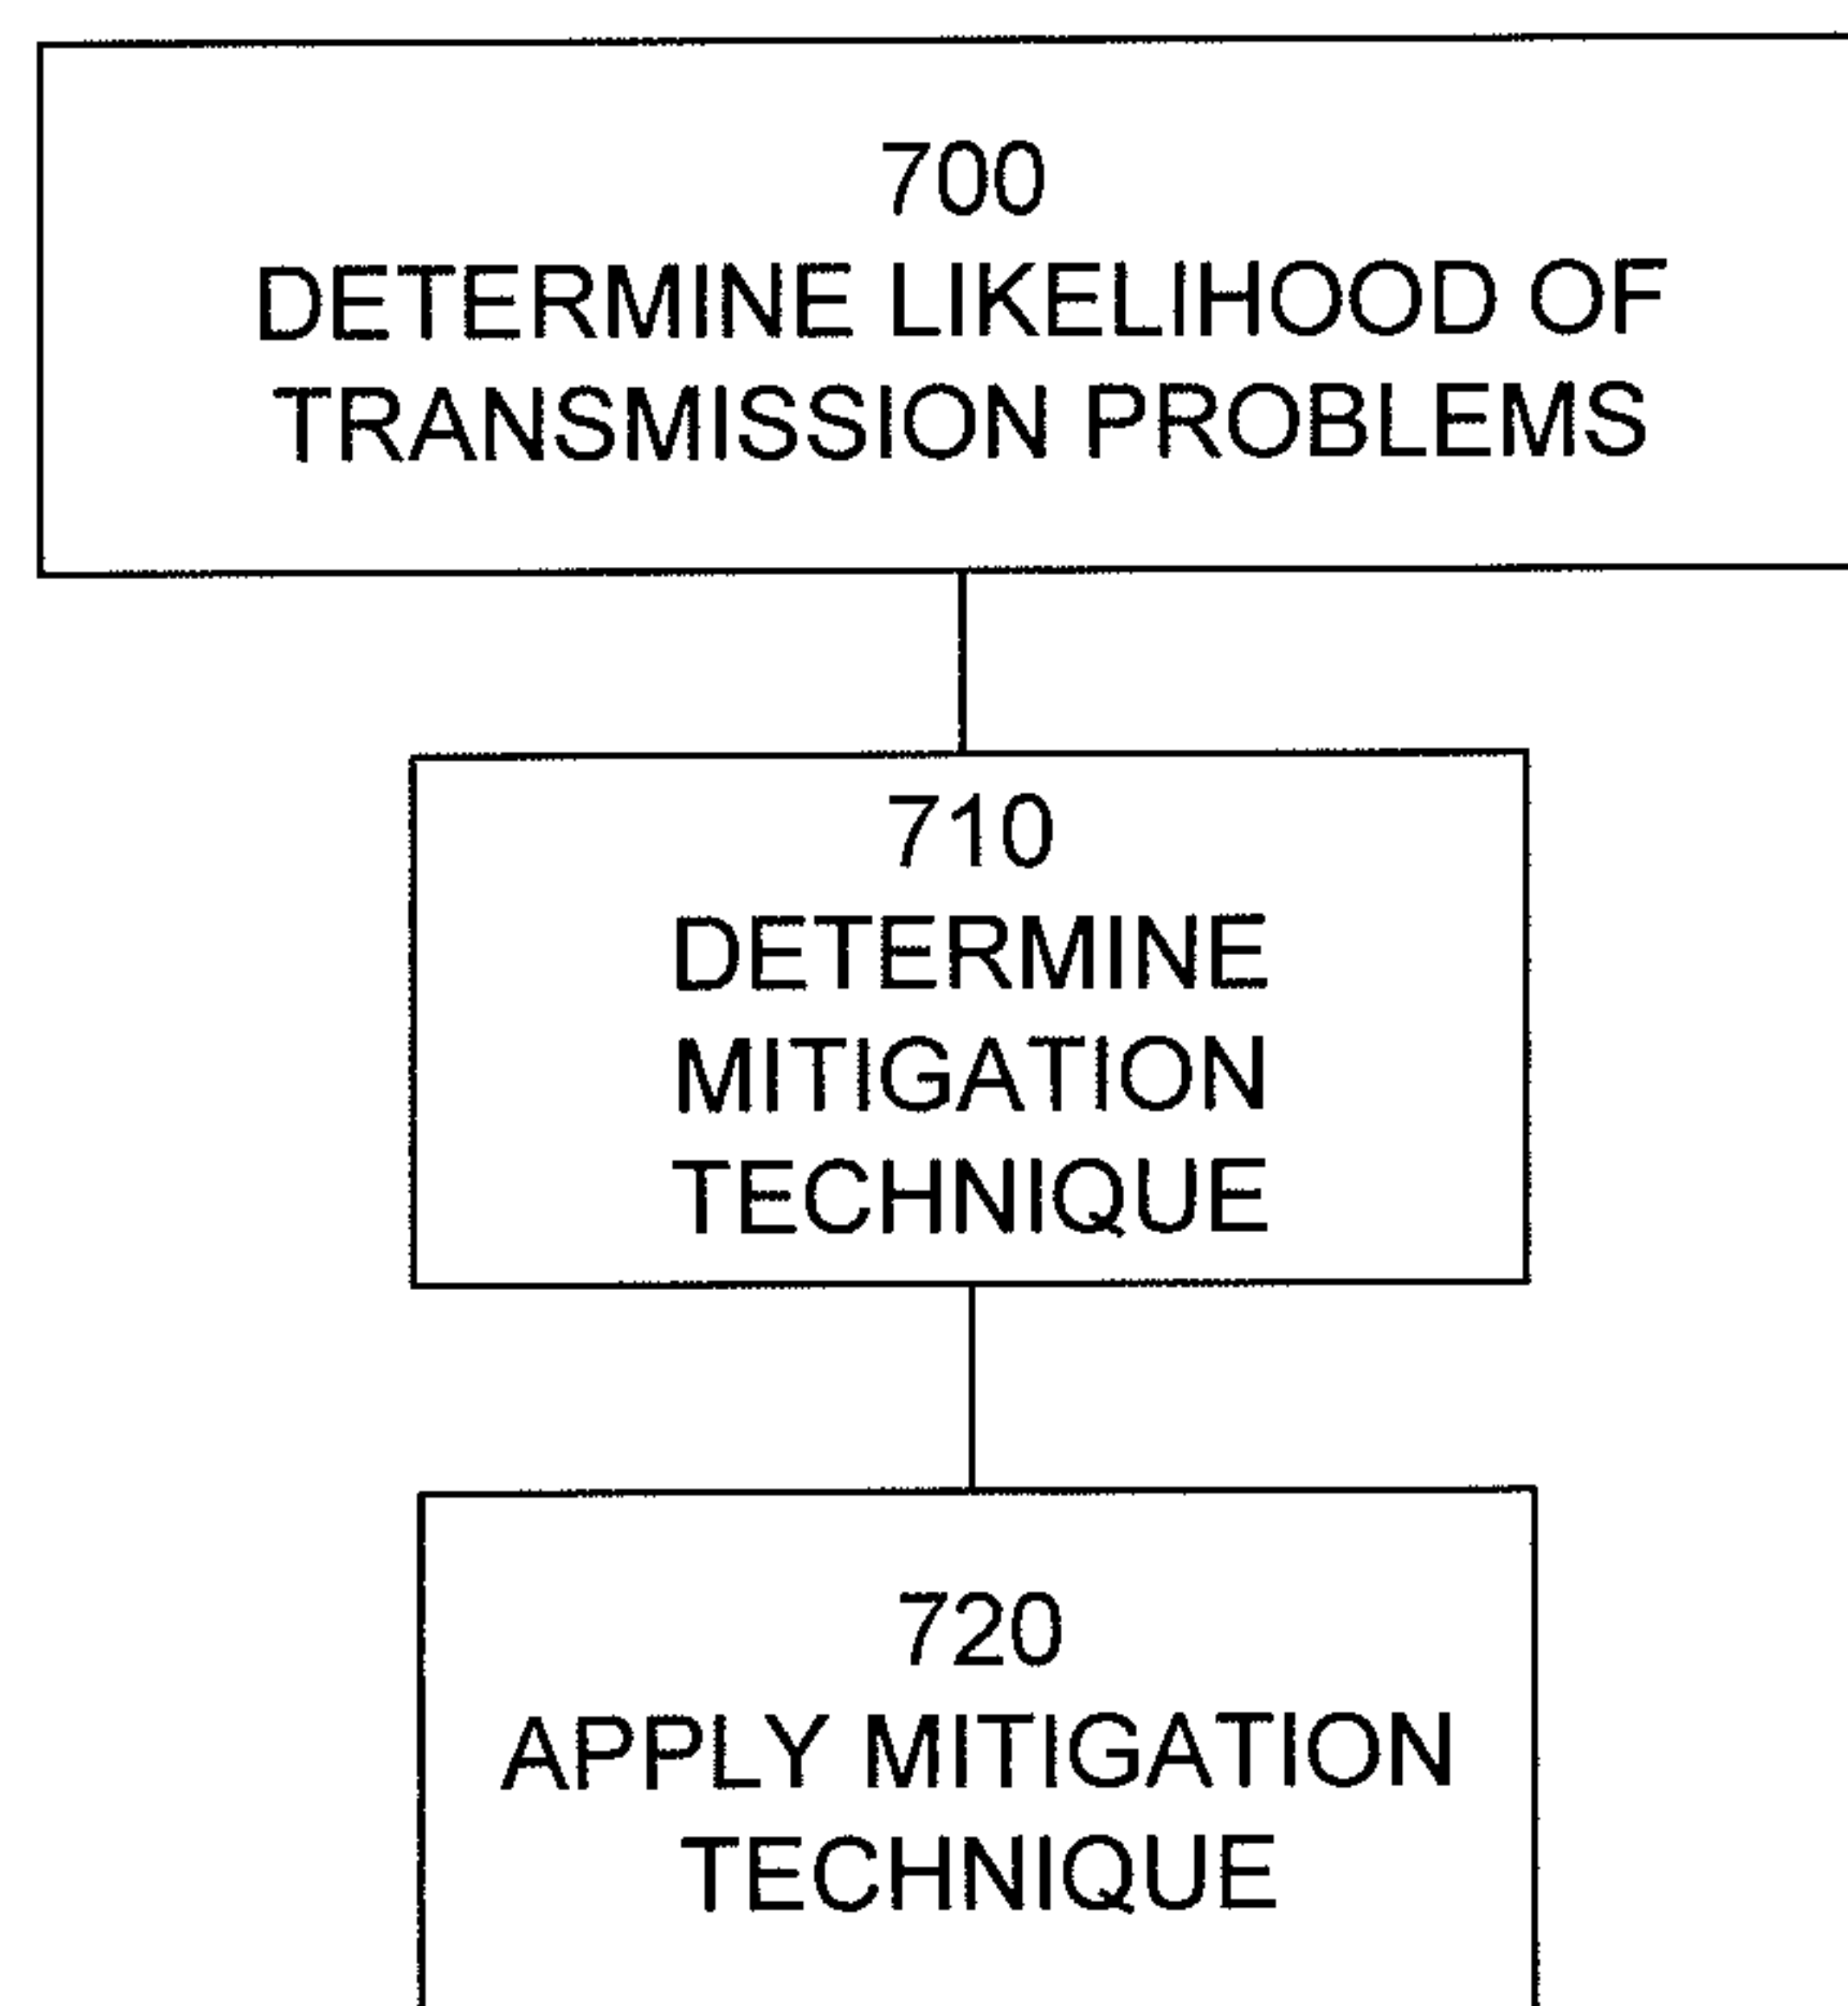 700
DETERMINE LIKELIHOOD OF
TRANSMISSION PROBLEMS
710
DETERMINE
MITIGATION
TECHNIQUE
720
APPLY MITIGATION
TECHNIQUE